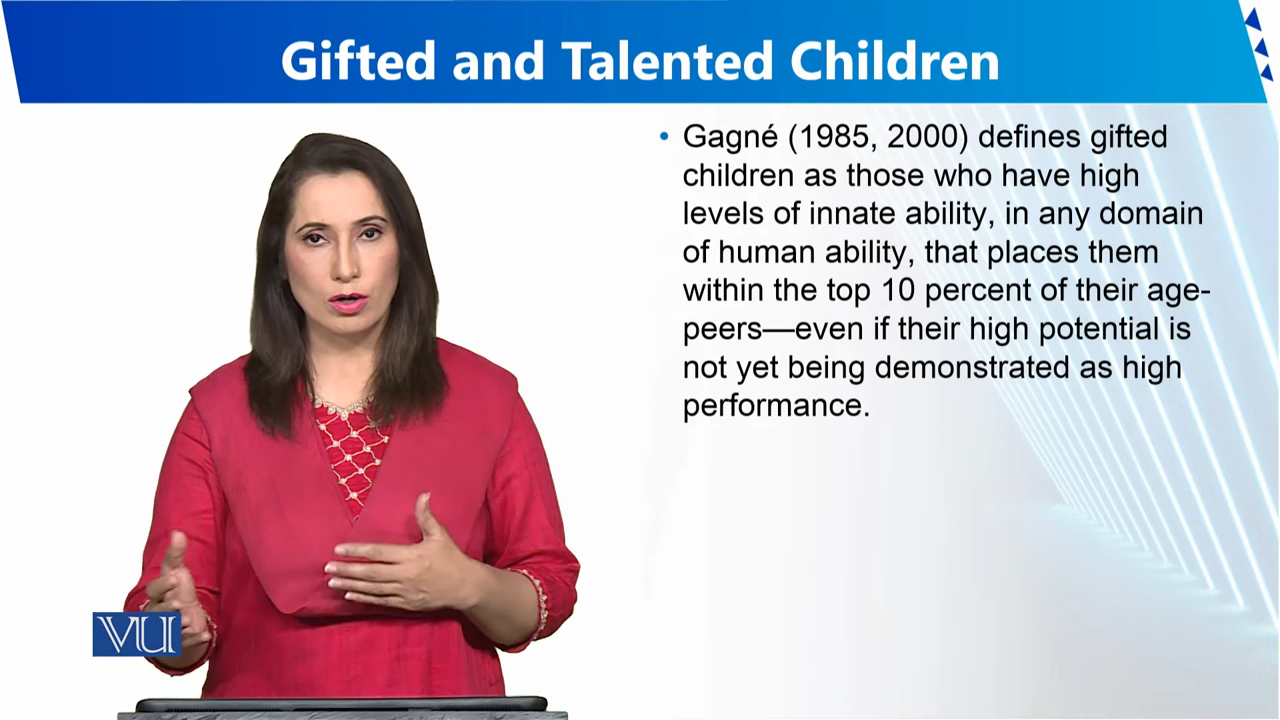 Gifted and Talented Children
• Gagné (1985, 2000) defines gifted
children as those who have high
levels of innate ability, in any domain
of human ability, that places them
within the top 10 percent of their age-
peers—even if their high potential is
not yet being demonstrated as high
performance.
VU